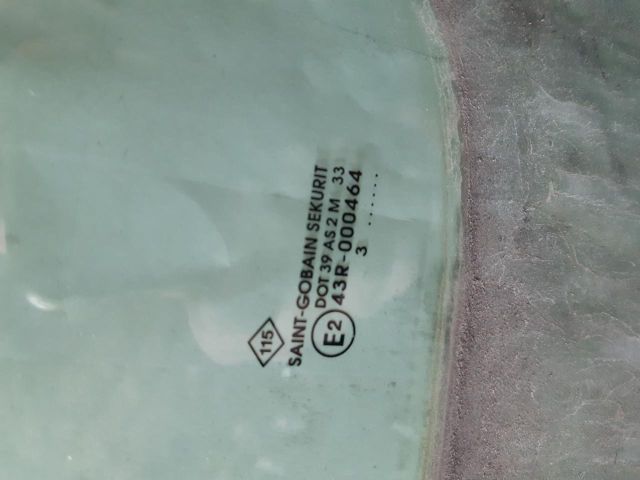 115
SAINT-GOBAIN SEKURIT
DOT 39 AS 2 M 33
E2 43R-000464
3 ......